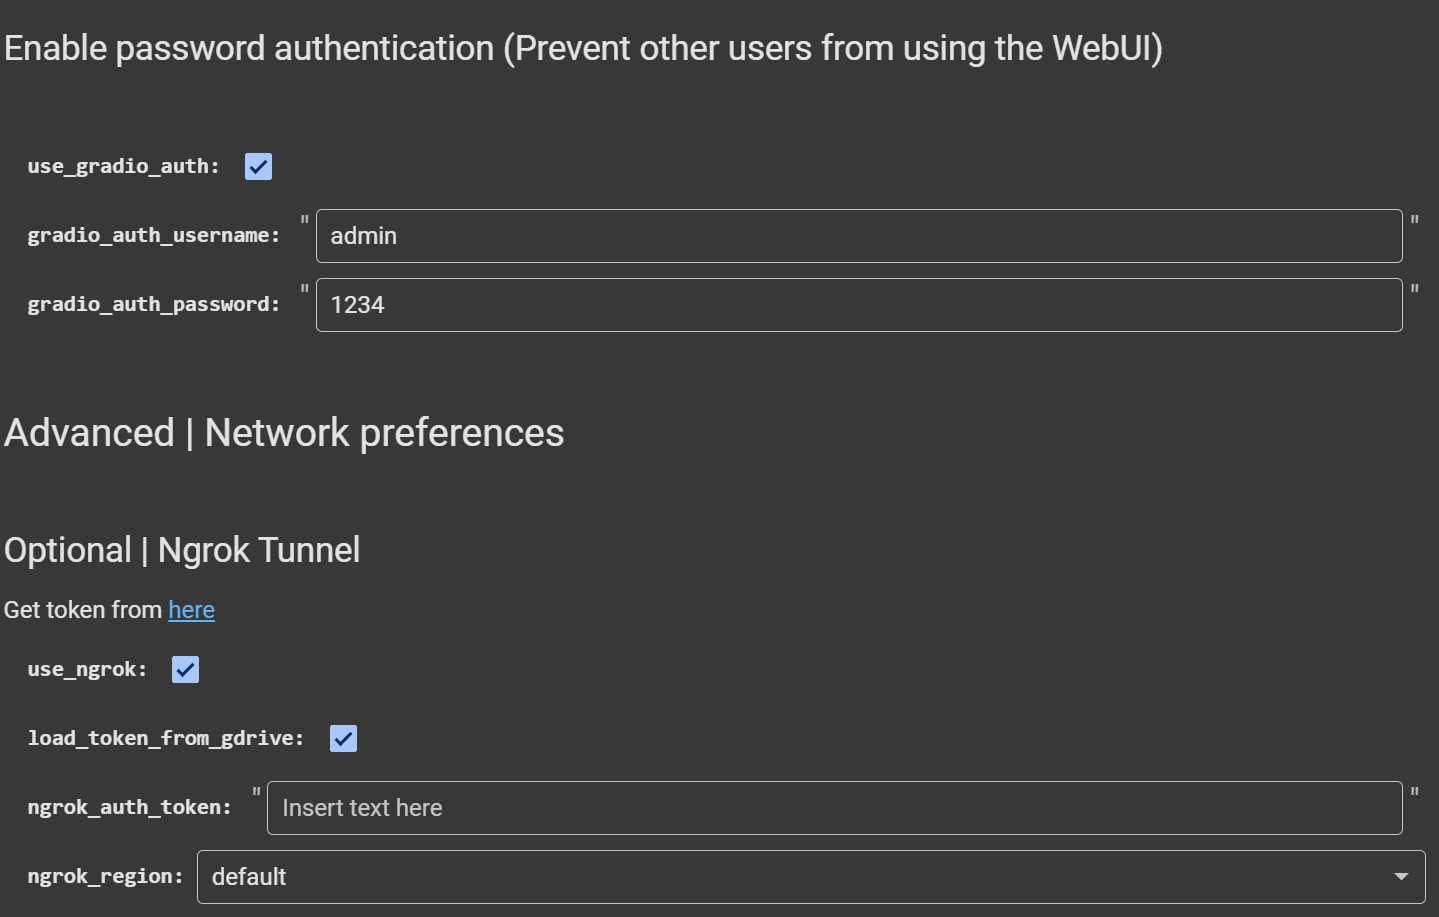 Enable password authentication (Prevent other users from using the WebUI)
use_gradio_auth:
gradio_auth_username: " admin "
gradio_auth_password: " 1234 "
Advanced | Network preferences
Optional | Ngrok Tunnel
Get token from here
use_ngrok:
load_token_from_gdrive:
ngrok_auth_token: " Insert text here "
ngrok_region: default